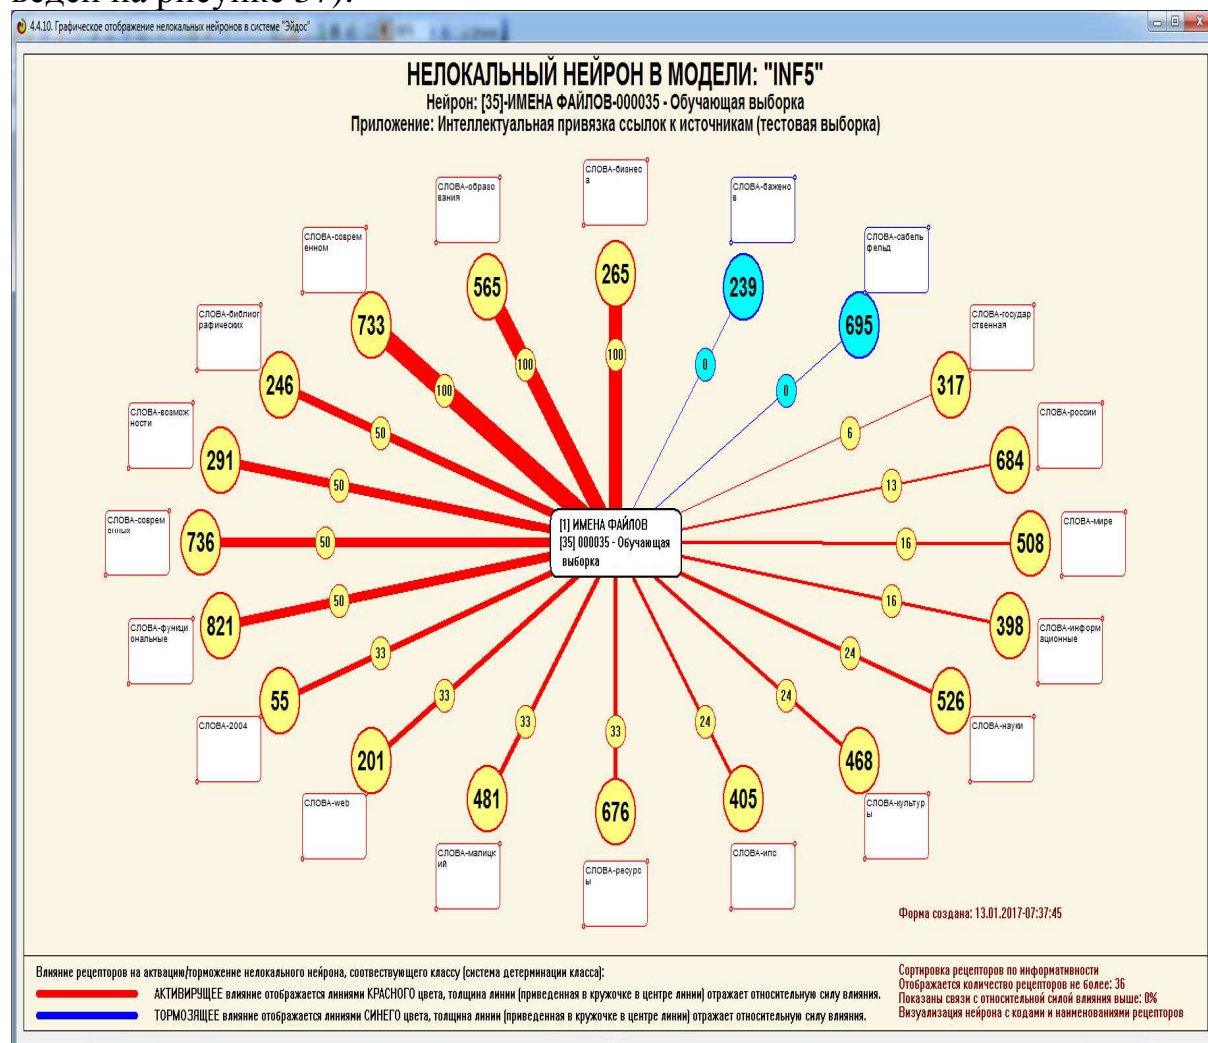 веден на рисунке 37).
4.4.10. Графическое отображение нелокальных нейронов в системе "Эйдос"
НЕЛОКАЛЬНЫЙ НЕЙРОН В МОДЕЛИ: "INF5"
Нейрон: [35]-ИМЕНА ФАЙЛОВ-000035 - Обучающая выборка
Приложение: Интеллектуальная привязка ссылок к источникам (тестовая выборка)
СЛОВА-бизнес
а
265
100
СЛОВА-бажено
в
239
0
СЛОВА-сабель
фельд
695
0
СЛОВА-государ
ственная
317
6
СЛОВА-россии
684
13
СЛОВА-мире
508
16
СЛОВА-информ
ационные
398
16
СЛОВА-науки
526
24
СЛОВА-культур
ы
468
24
СЛОВА-ипс
405
24
СЛОВА-ресурс
ы
676
33
СЛОВА-малицк
ий
481
33
СЛОВА-web
201
33
СЛОВА-2004
55
33
СЛОВА-функци
ональные
821
50
СЛОВА-соврем
енных
736
50
СЛОВА-возмож
ности
291
50
СЛОВА-библиог
рафических
246
50
СЛОВА-соврем
енном
733
100
СЛОВА-образо
вания
565
100
[1] ИМЕНА ФАЙЛОВ
[35] 000035 - Обучающая
выборка
Форма создана: 13.01.2017-07:37:45
Влияние рецепторов на актвацию/торможение нелокального нейрона, соотвествующего классу (система детерминации класса):
АКТИВИРУЩЕЕ влияние отображается линиями КРАСНОГО цвета, толщина линии (приведенная в кружочке в центре линии) отражает относительную силу влияния.
ТОРМОЗЯЩЕЕ влияние отображается линиями СИНЕГО цвета, толщина линии (приведенная в кружочке в центре линии) отражает относительную силу влияния.
Сортировка рецепторов по информативности
Отображается количество рецепторов не более: 36
Показаны связи с относительной силой влияния выше: 0%
Визуализация нейрона с кодами и наименованиями рецепторов